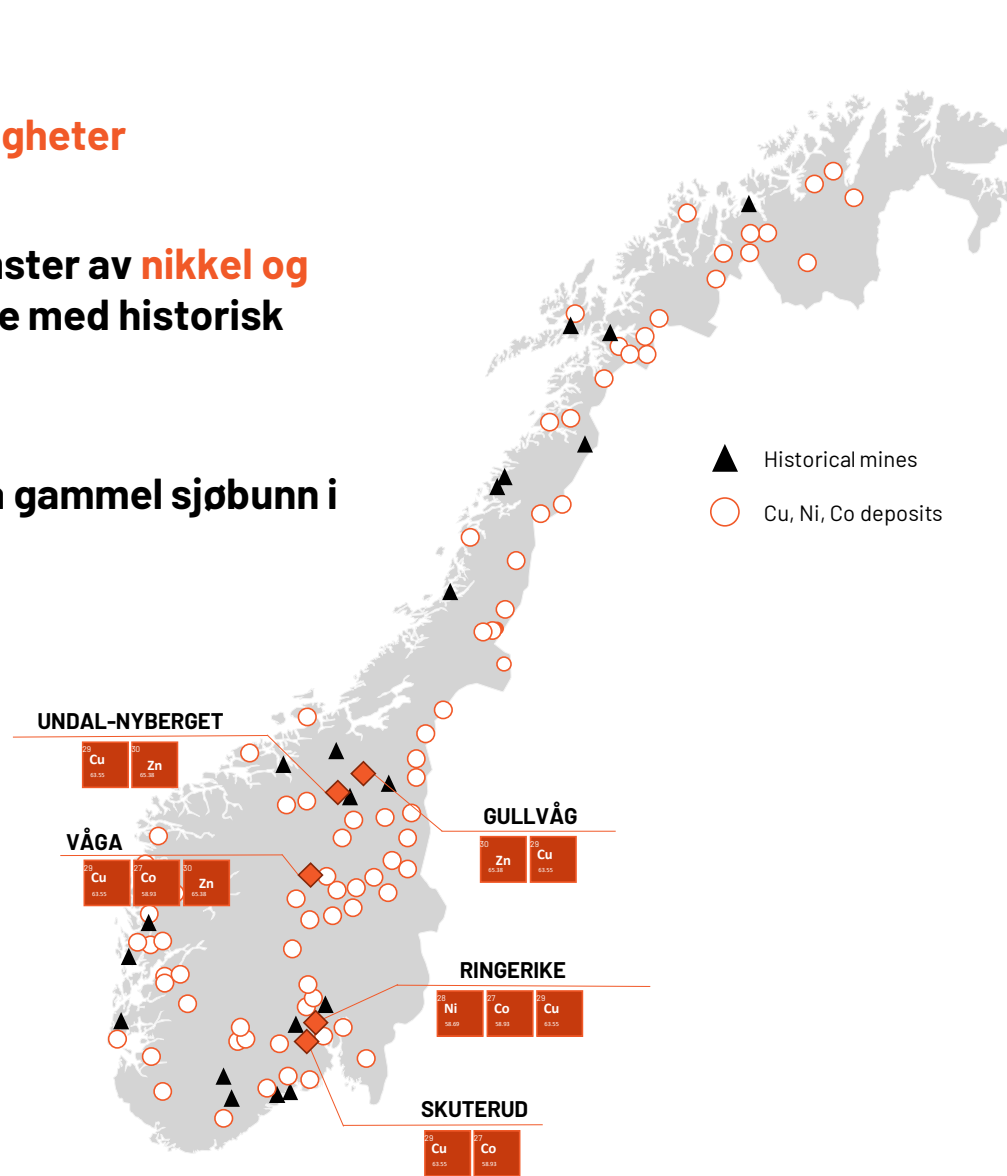 gheter
nster av nikkel og
e med historisk
gammel sjøbunn i
Historical mines
Cu, Ni, Co deposits
UNDAL-NYBERGET
29 Cu 63.55
30 Zn 65.38
GULLVÅG
30 Zn 65.38
29 Cu 63.55
VÅGA
29 Cu 63.55
27 Co 58.93
30 Zn 65.38
RINGERIKE
28 Ni 58.69
27 Co 58.93
29 Cu 63.55
SKUTERUD
29 Cu 63.55
27 Co 58.93